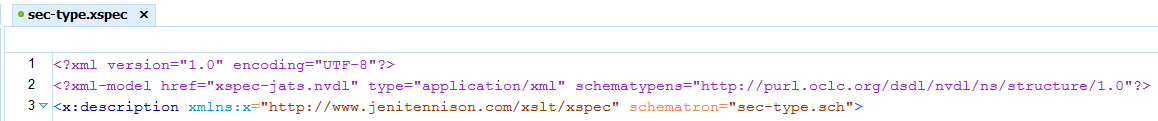 sec-type.xspec ×
1 <?xml version="1.0" encoding="UTF-8"?>
2 <?xml-model href="xspec-jats.nvdl" type="application/xml" schematypens="http://purl.oclc.org/dsdl/nvdl/ns/structure/1.0"?>
3 <x:description xmlns:x="http://www.jenitennison.com/xslt/xspec" schematron="sec-type.sch">